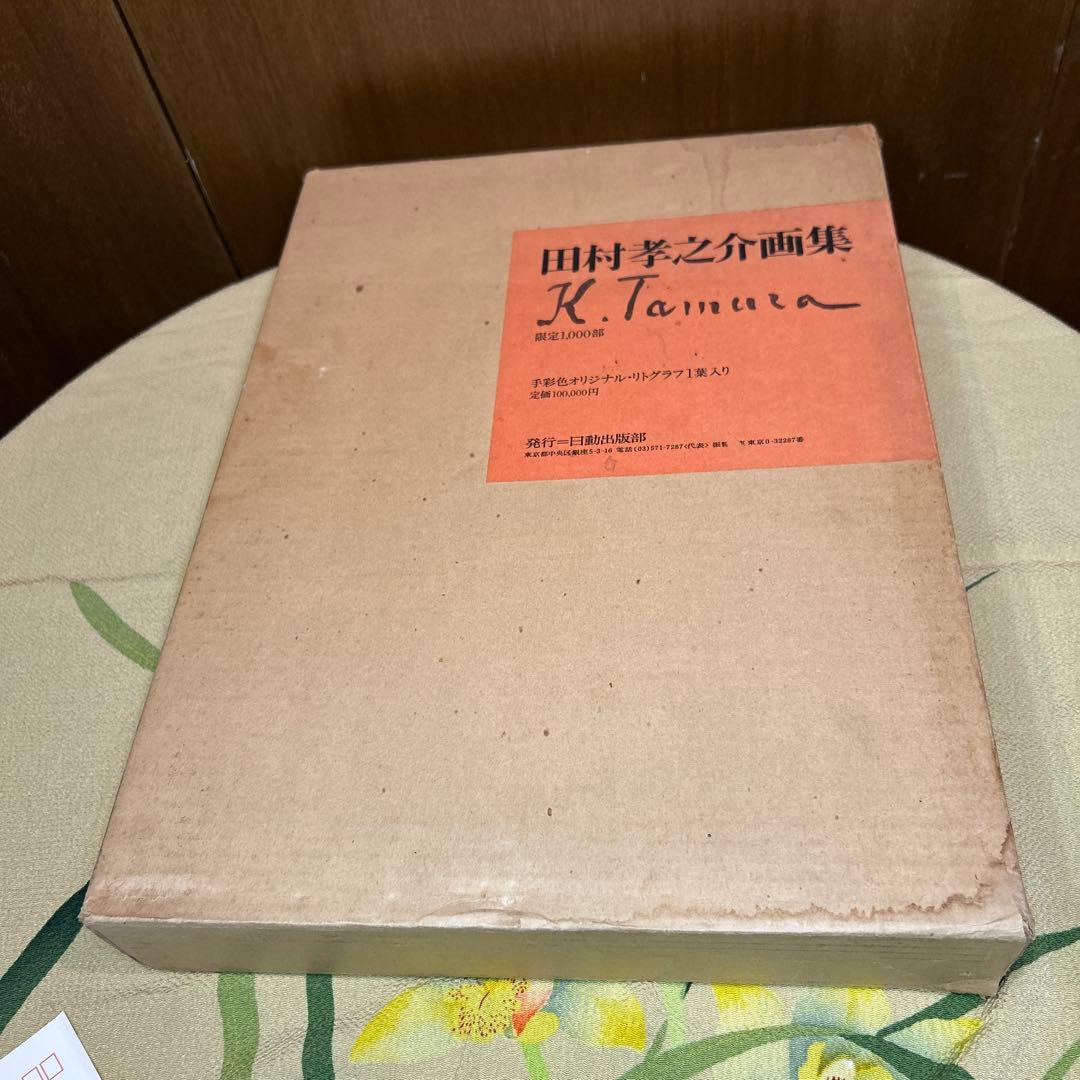 田村孝之介画集
K. Tamura
限定1,000部
手彩色オリジナル・リトグラフ1葉入り
定価100,000円
発行=日動出版部
東京都中央区銀座5-3-16 電話(03)571-7287<代表> 振替 東京0-32287番